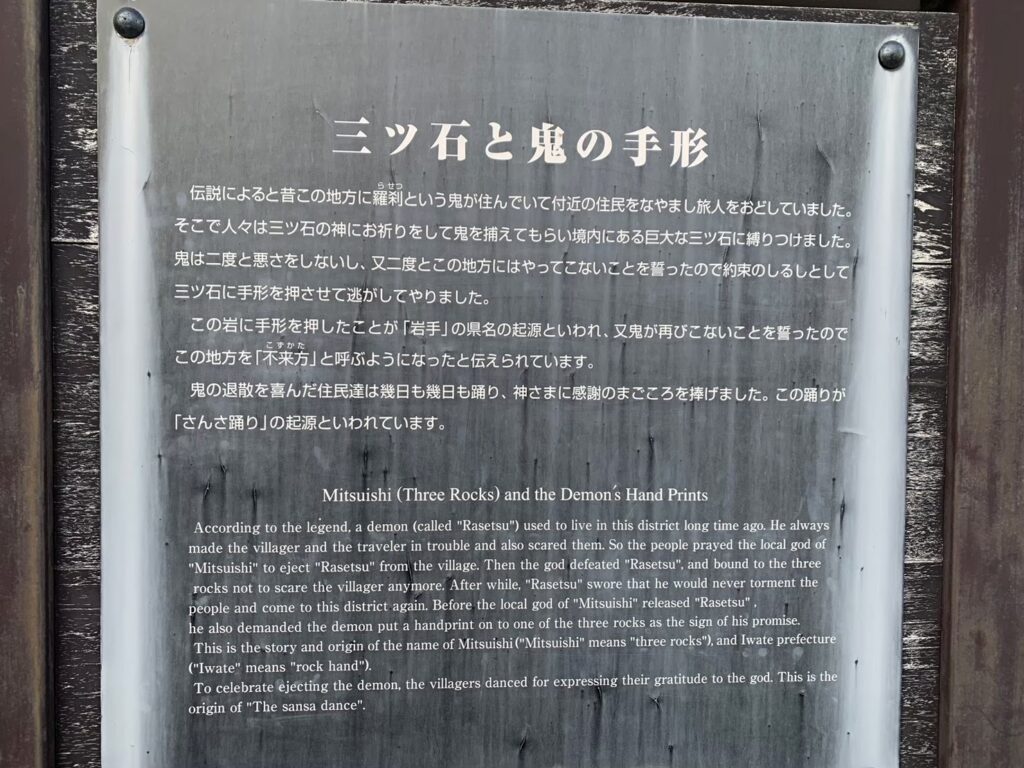 三ツ石と鬼の手形
伝説によると昔この地方に羅刹という鬼が住んでいて付近の住民をなやまし旅人をおどしていました。
らせつ
そこで人々は三ツ石の神にお祈りをして鬼を捕えてもらい境内にある巨大な三ツ石に縛りつけました。
鬼は二度と悪さをしないし、又二度とこの地方にはやってこないことを誓ったので約束のしるしとして
三ツ石に手形を押させて逃がしてやりました。
この岩に手形を押したことが「岩手」の県名の起源といわれ、又鬼が再びこないことを誓ったので
こずかた
この地方を「不来方」と呼ぶようになったと伝えられています。
鬼の退散を喜んだ住民達は幾日も幾日も踊り、神さまに感謝のまごころを捧げました。この踊りが
「さんさ踊り」の起源といわれています。
Mitsuishi (Three Rocks) and the Demon's Hand Prints
According to the legend, a demon (called "Rasetsu") used to live in this district long time ago. He always
made the villager and the traveler in trouble and also scared them. So the people prayed the local god of
"Mitsuishi" to eject "Rasetsu" from the village. Then the god defeated "Rasetsu", and bound to the three
rocks not to scare the villager anymore. After while, "Rasetsu" swore that he would never torment the
people and come to this district again. Before the local god of "Mitsuishi" released "Rasetsu" ,
he also demanded the demon put a handprint on to one of the three rocks as the sign of his promise.
This is the story and origin of the name of Mitsuishi ("Mitsuishi" means "three rocks"), and Iwate prefecture
("Iwate" means "rock hand").
To celebrate ejecting the demon, the villagers danced for expressing their gratitude to the god. This is the
origin of "The sansa dance".